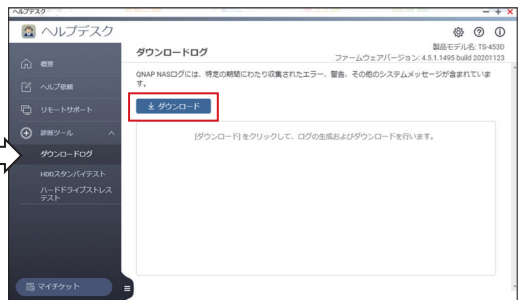 ヘルプデスク
ヘルプデスク
概要
ヘルプ依頼
リモートサポート
診断ツール
ダウンロードログ
HDDスタンバイテスト
ハードドライブストレス
テスト
マイチケット
ダウンロードログ
製品モデル名: TS-453D
ファームウェアバージョン: 4.5.1.1495 build 20201123
QNAP NASログには、特定の期間にわたり収集されたエラー、警告、その他のシステムメッセージが含まれていま
す。
ダウンロード
[ダウンロード] をクリックして、ログの生成およびダウンロードを行います。